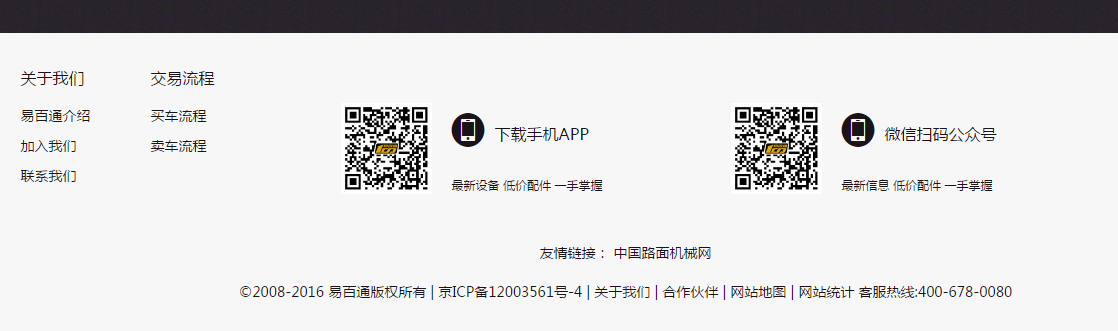 关于我们
易百通介绍
加入我们
联系我们
交易流程
买车流程
卖车流程
下载手机APP
最新设备 低价配件 一手掌握
微信扫码公众号
最新信息 低价配件 一手掌握
友情链接： 中国路面机械网
©2008-2016 易百通版权所有 | 京ICP备12003561号-4 | 关于我们 | 合作伙伴 | 网站地图 | 网站统计 客服热线:400-678-0080